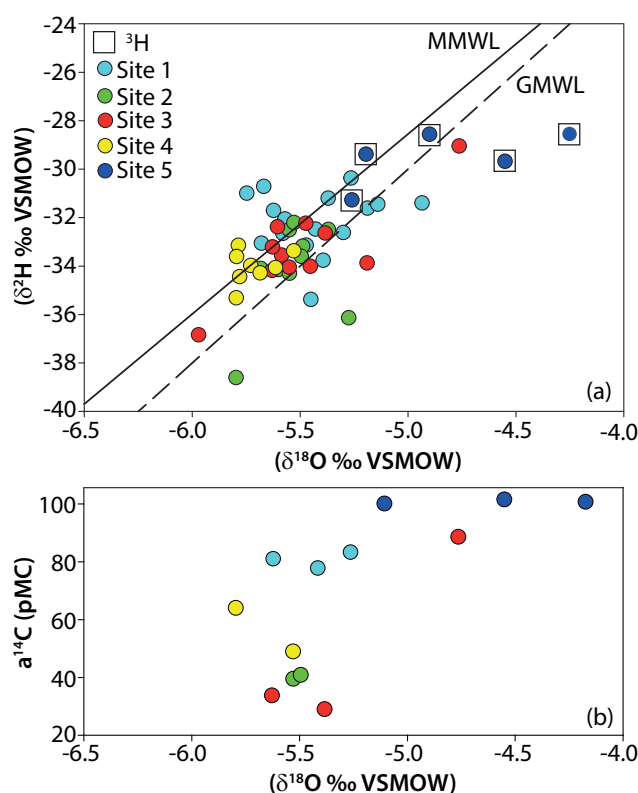 -24
-26
-28
-30
-32
-34
-36
-38
-40
(δ²H ‰ VSMOW)
³H
Site 1
Site 2
Site 3
Site 4
Site 5
MMWL
GMWL
(a)
-6.5 -6.0 -5.5 -5.0 -4.5 -4.0
(δ¹⁸O ‰ VSMOW)
100
80
60
40
20
a¹⁴C (pMC)
(b)
-6.5 -6.0 -5.5 -5.0 -4.5 -4.0
(δ¹⁸O ‰ VSMOW)